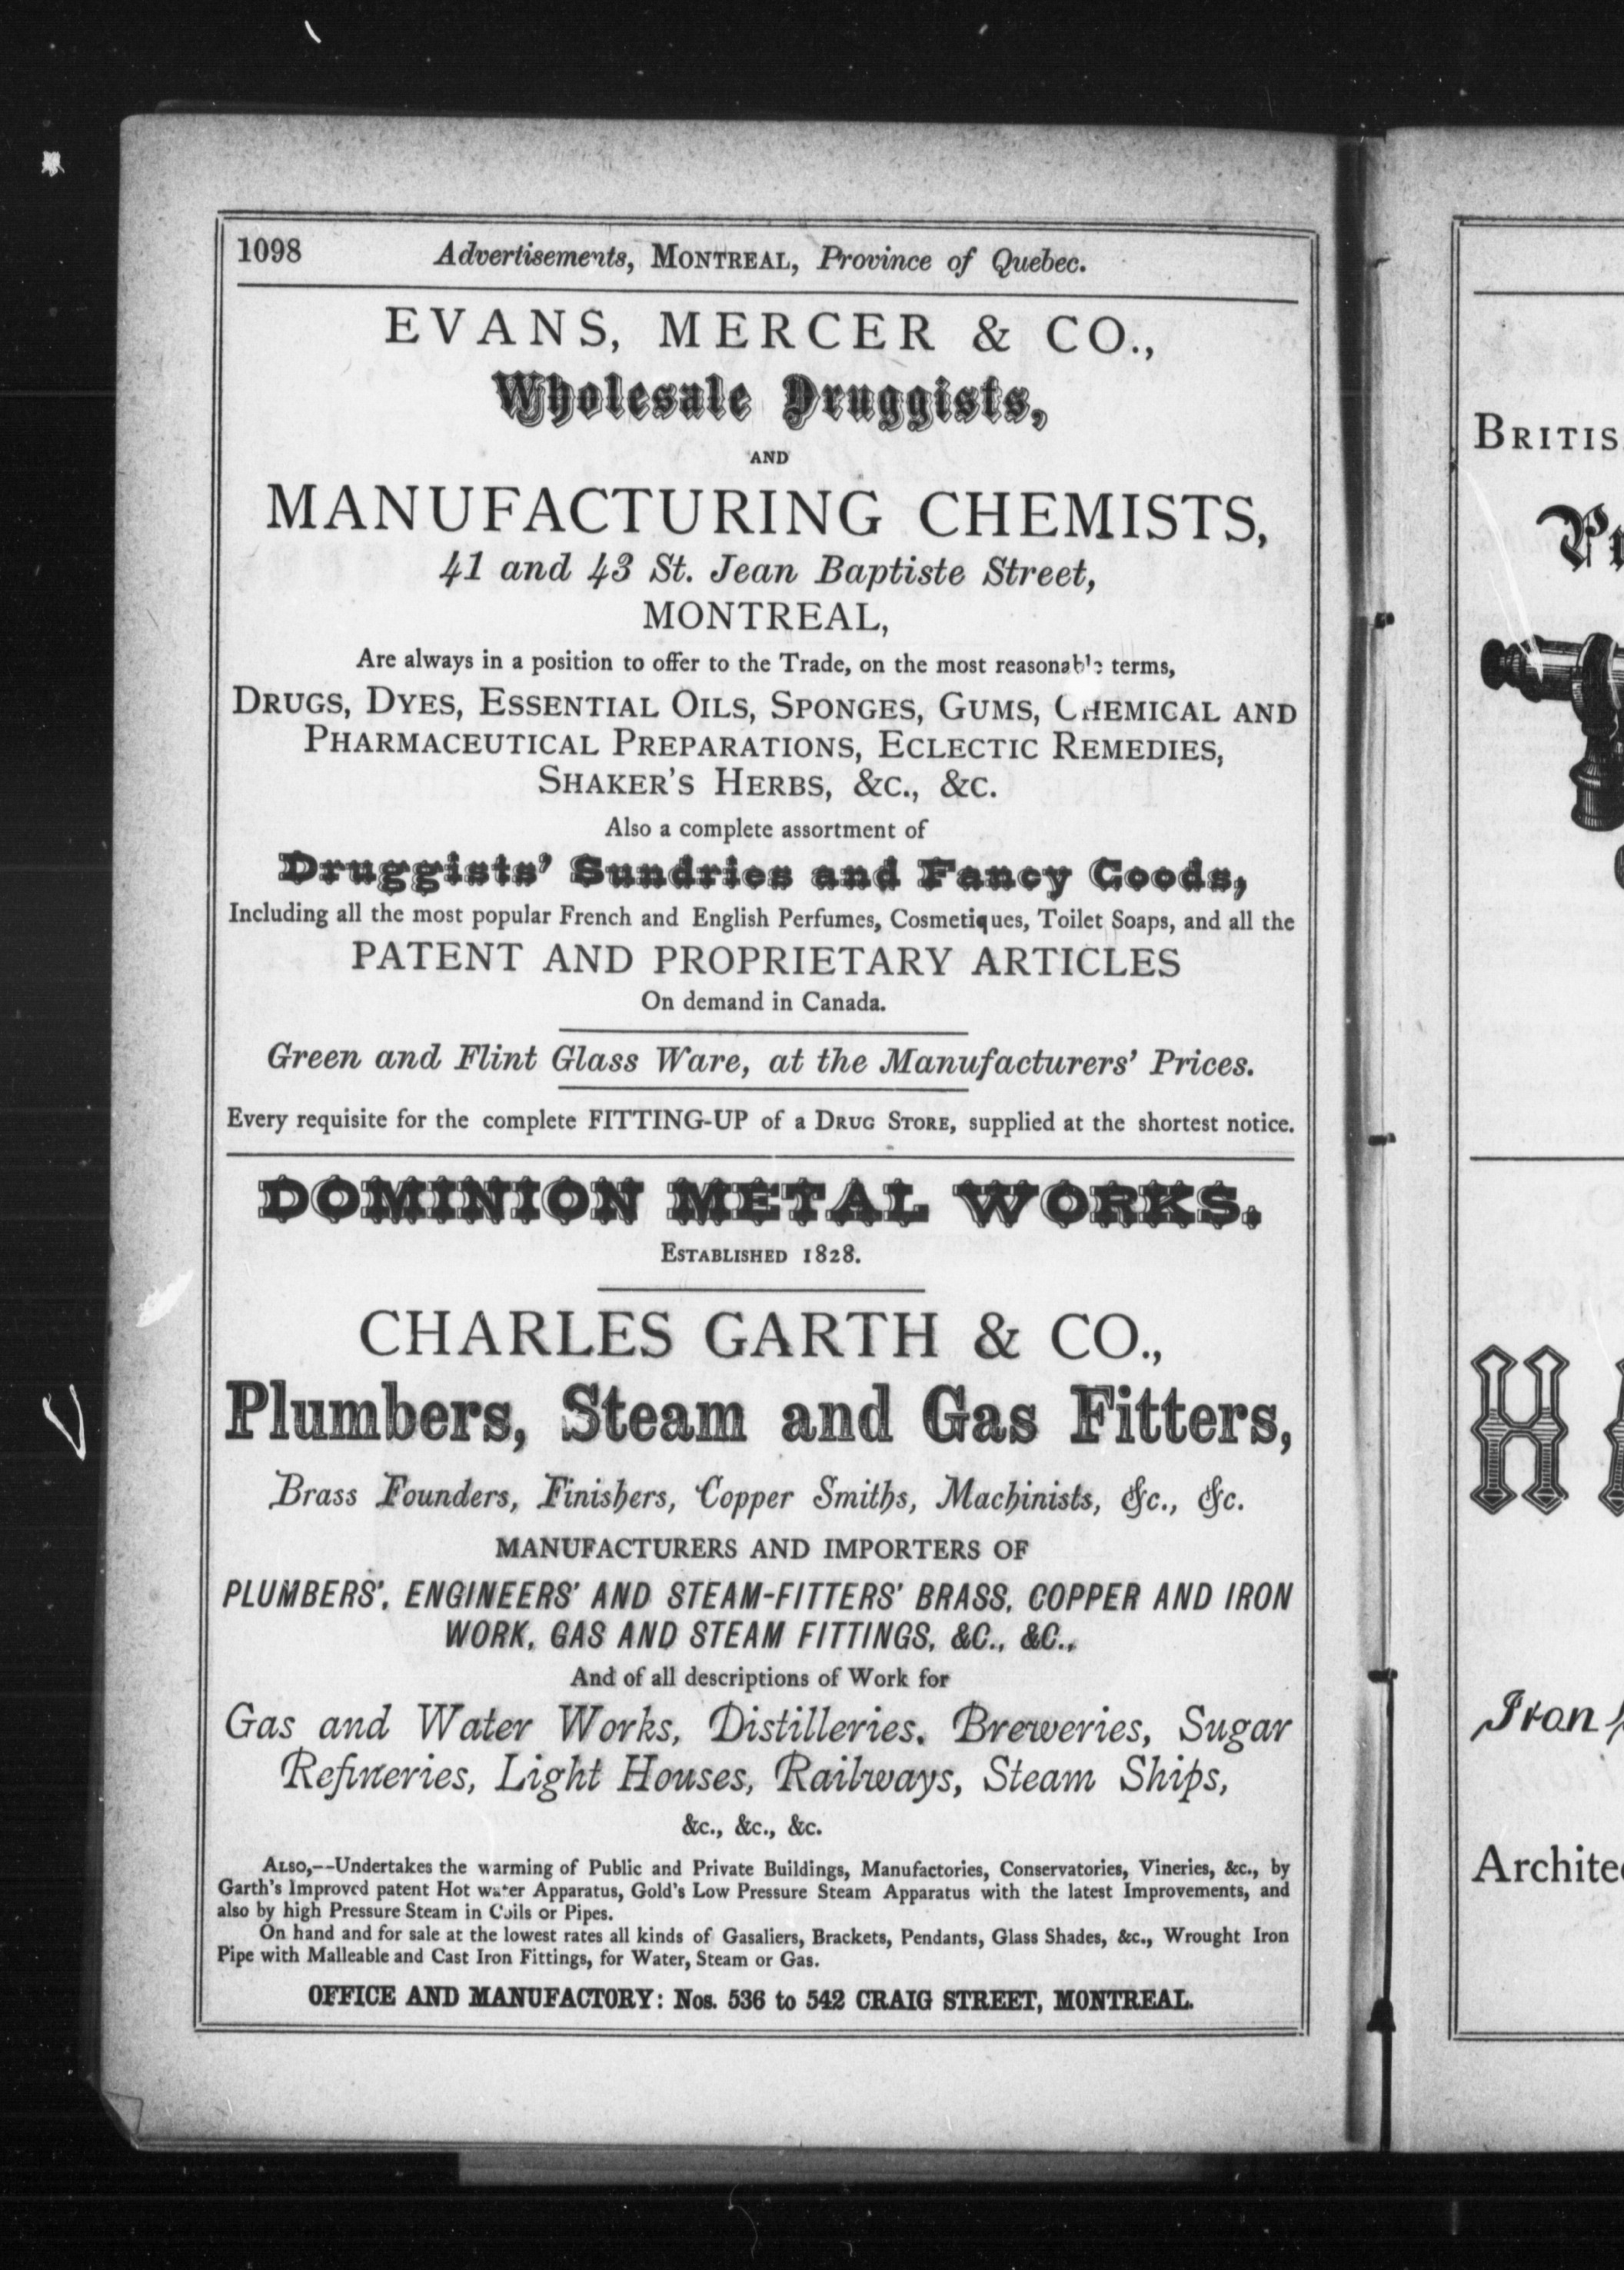 1098 Advertisements, MONTREAL, Province of Quebec.
EVANS, MERCER & CO.,
Wholesale Druggists,
AND
MANUFACTURING CHEMISTS,
41 and 43 St. Jean Baptiste Street,
MONTREAL,
Are always in a position to offer to the Trade, on the most reasonable terms,
DRUGS, DYES, ESSENTIAL OILS, SPONGES, GUMS, CHEMICAL AND
PHARMACEUTICAL PREPARATIONS, ECLECTIC REMEDIES,
SHAKER'S HERBS, &C., &C.
Also a complete assortment of
Druggists' Sundries and Fancy Goods,
Including all the most popular French and English Perfumes, Cosmetiques, Toilet Soaps, and all the
PATENT AND PROPRIETARY ARTICLES
On demand in Canada.
Green and Flint Glass Ware, at the Manufacturers' Prices.
Every requisite for the complete FITTING-UP of a DRUG STORE, supplied at the shortest notice.
DOMINION METAL WORKS.
ESTABLISHED 1828.
CHARLES GARTH & CO.,
Plumbers, Steam and Gas Fitters,
Brass Founders, Finishers, Copper Smiths, Machinists, &c., &c.
MANUFACTURERS AND IMPORTERS OF
PLUMBERS', ENGINEERS' AND STEAM-FITTERS' BRASS, COPPER AND IRON
WORK, GAS AND STEAM FITTINGS, &C., &C.,
And of all descriptions of Work for
Gas and Water Works, Distilleries, Breweries, Sugar
Refineries, Light Houses, Railways, Steam Ships,
&c., &c., &c.
ALSO,--Undertakes the warming of Public and Private Buildings, Manufactories, Conservatories, Vineries, &c., by
Garth's Improved patent Hot water Apparatus, Gold's Low Pressure Steam Apparatus with the latest Improvements, and
also by high Pressure Steam in Coils or Pipes.
On hand and for sale at the lowest rates all kinds of Gasaliers, Brackets, Pendants, Glass Shades, &c., Wrought Iron
Pipe with Malleable and Cast Iron Fittings, for Water, Steam or Gas.
OFFICE AND MANUFACTORY: Nos. 536 to 542 CRAIG STREET, MONTREAL.
BRITIS
H
Iron
Archite